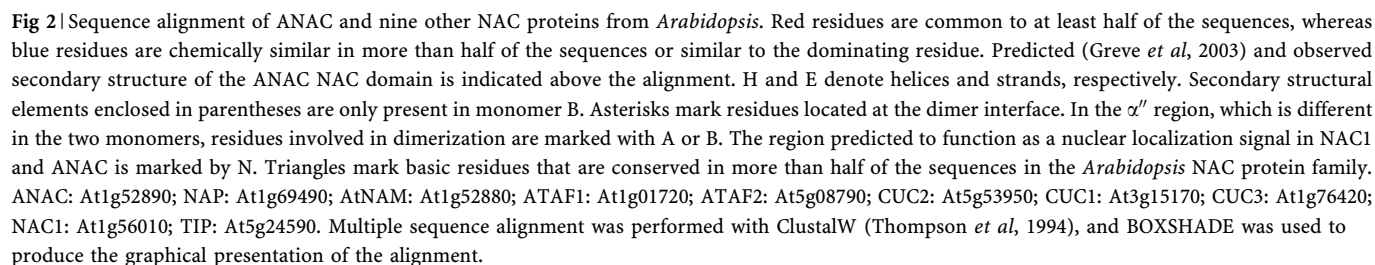 Fig 2 | Sequence alignment of ANAC and nine other NAC proteins from Arabidopsis. Red residues are common to at least half of the sequences, whereas
blue residues are chemically similar in more than half of the sequences or similar to the dominating residue. Predicted (Greve et al, 2003) and observed
secondary structure of the ANAC NAC domain is indicated above the alignment. H and E denote helices and strands, respectively. Secondary structural
elements enclosed in parentheses are only present in monomer B. Asterisks mark residues located at the dimer interface. In the α″ region, which is different
in the two monomers, residues involved in dimerization are marked with A or B. The region predicted to function as a nuclear localization signal in NAC1
and ANAC is marked by N. Triangles mark basic residues that are conserved in more than half of the sequences in the Arabidopsis NAC protein family.
ANAC: At1g52890; NAP: At1g69490; AtNAM: At1g52880; ATAF1: At1g01720; ATAF2: At5g08790; CUC2: At5g53950; CUC1: At3g15170; CUC3: At1g76420;
NAC1: At1g56010; TIP: At5g24590. Multiple sequence alignment was performed with ClustalW (Thompson et al, 1994), and BOXSHADE was used to
produce the graphical presentation of the alignment.